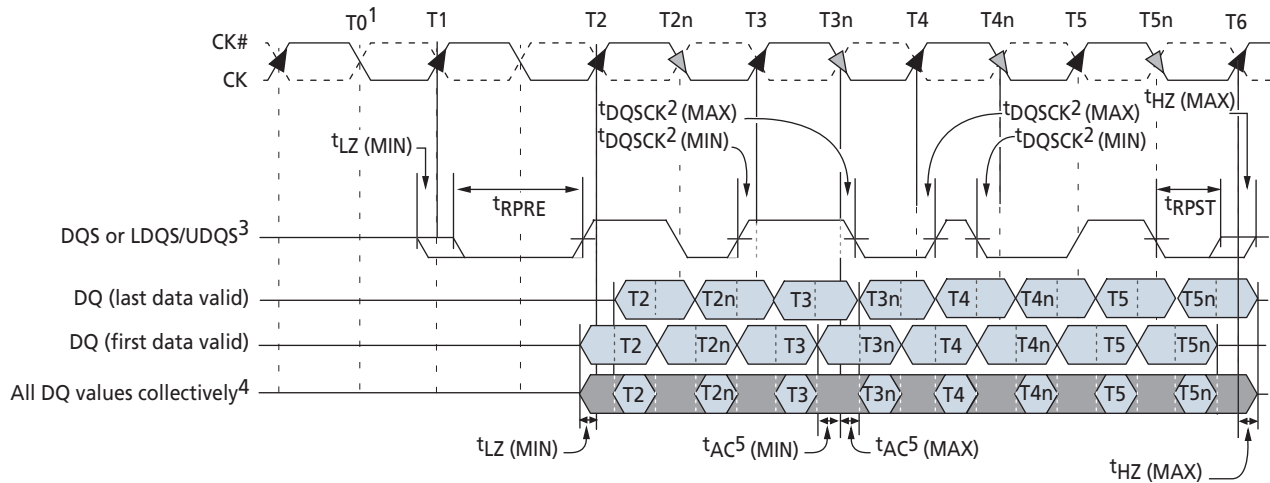 T0¹ T1 T2 T2n T3 T3n T4 T4n T5 T5n T6
CK#
CK
tHZ (MAX)
tDQSCK² (MAX) tDQSCK² (MAX)
tLZ (MIN) tDQSCK² (MIN) tDQSCK² (MIN)
tRPRE tRPST
DQS or LDQS/UDQS³
DQ (last data valid) T2 T2n T3 T3n T4 T4n T5 T5n
DQ (first data valid) T2 T2n T3 T3n T4 T4n T5 T5n
All DQ values collectively⁴ T2 T2n T3 T3n T4 T4n T5 T5n
tLZ (MIN) tAC⁵ (MIN) tAC⁵ (MAX)
tHZ (MAX)